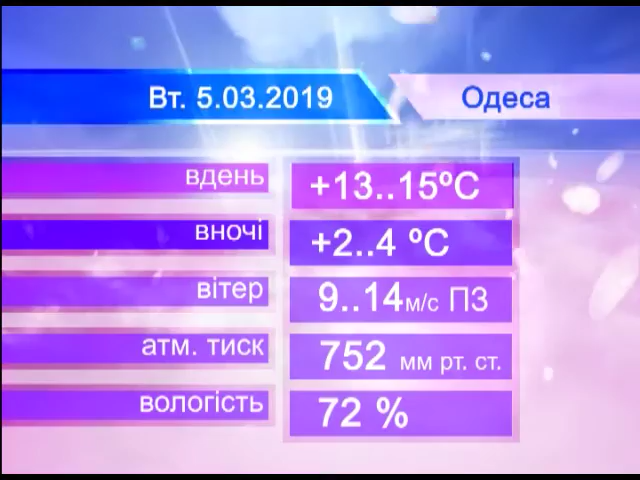 Вт. 5.03.2019 Одеса
вдень +13..15ºC
вночі +2..4 ºC
вітер 9..14м/с ПЗ
атм. тиск 752 мм рт. ст.
вологість 72 %